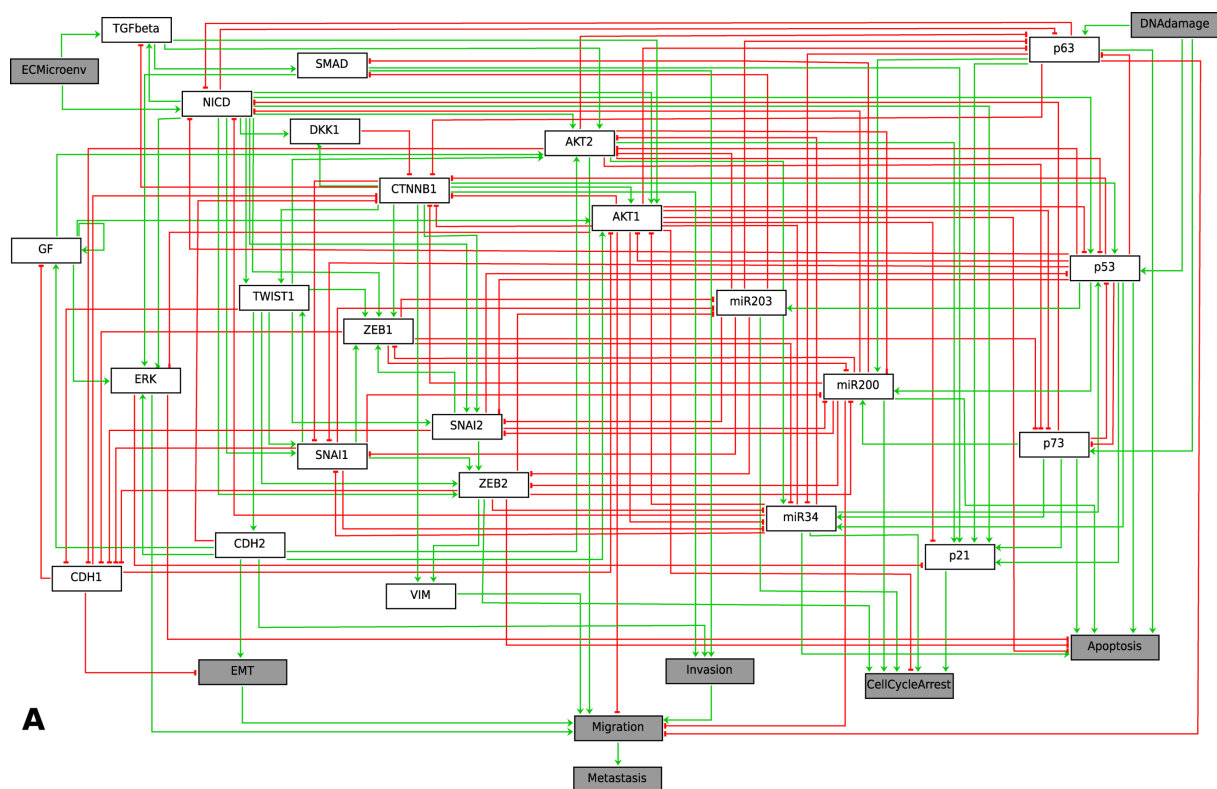 TGFbeta
DNAdamage
p63
ECMicroenv
SMAD
NICD
DKK1
AKT2
CTNNB1
AKT1
GF
p53
TWIST1
miR203
ZEB1
ERK
miR200
SNAI2
SNAI1
p73
ZEB2
miR34
CDH2
p21
CDH1
VIM
Apoptosis
EMT
Invasion
CellCycleArrest
A
Migration
Metastasis